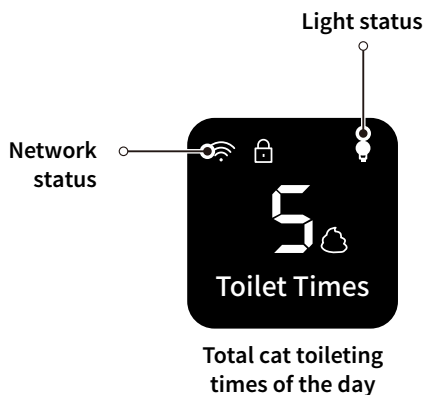 Light status
Network
status
5
Toilet Times
Total cat toileting
times of the day